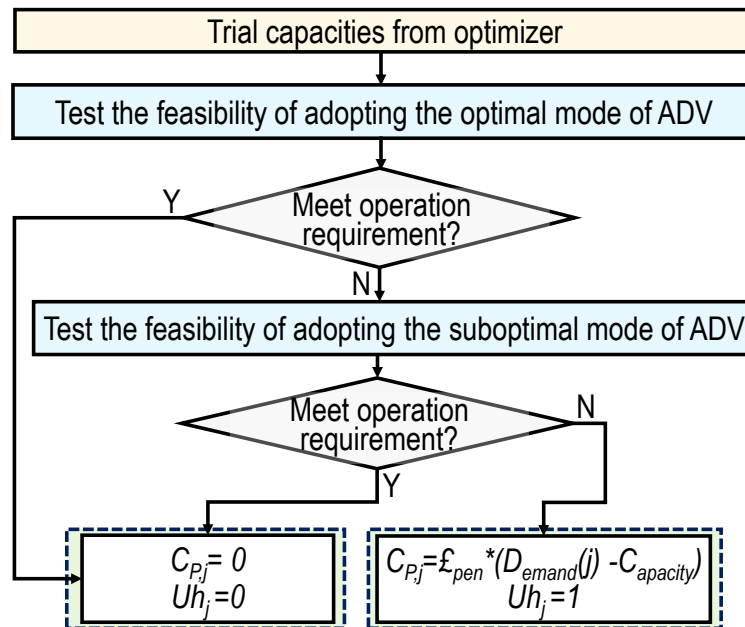 Trial capacities from optimizer
Test the feasibility of adopting the optimal mode of ADV
Y
Meet operation
requirement?
N
Test the feasibility of adopting the suboptimal mode of ADV
Meet operation
requirement?
N
Y
C_{P,j}= 0
Uh_j=0
C_{P,j}=£_{pen}*(D_{emand}(j) -C_{apacity})
Uh_j=1